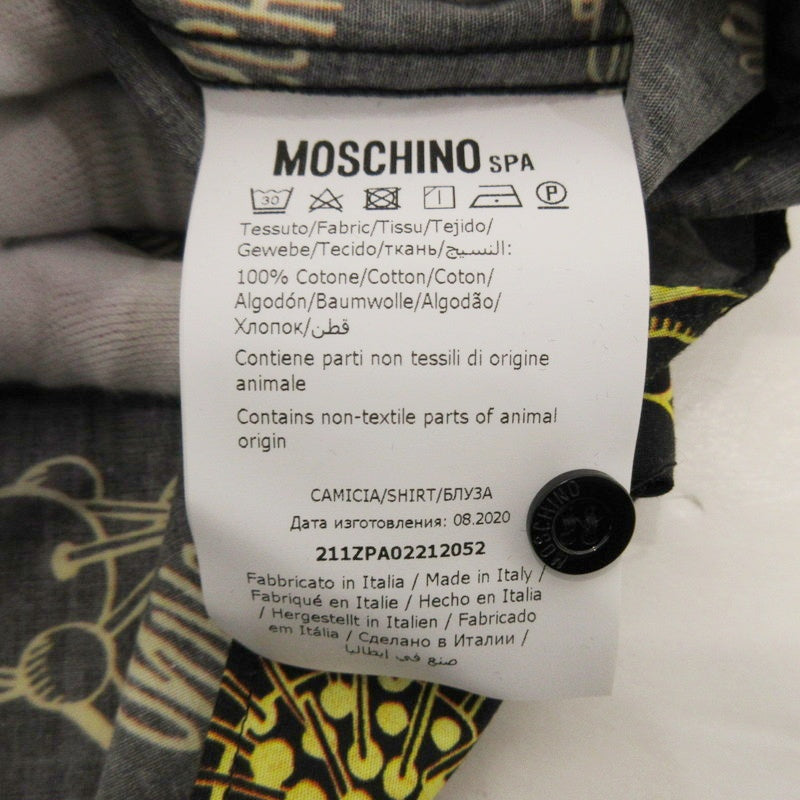 MOSCHINO SPA
30 P
Tessuto/Fabric/Tissu/Tejido/
Gewebe/Tecido/ткань/النسيج:
100% Cotone/Cotton/Coton/
Algodón/Baumwolle/Algodão/
Хлопок/قطن
Contiene parti non tessili di origine
animale
Contains non-textile parts of animal
origin
CAMICIA/SHIRT/БЛУЗА
Дата изготовления: 08.2020
211ZPA02212052
Fabbricato in Italia / Made in Italy /
Fabriqué en Italie / Hecho en Italia
/ Hergestellt in Italien / Fabricado
em Itália / Сделано в Италии /
صنع في ايطاليا
MOSCHINO